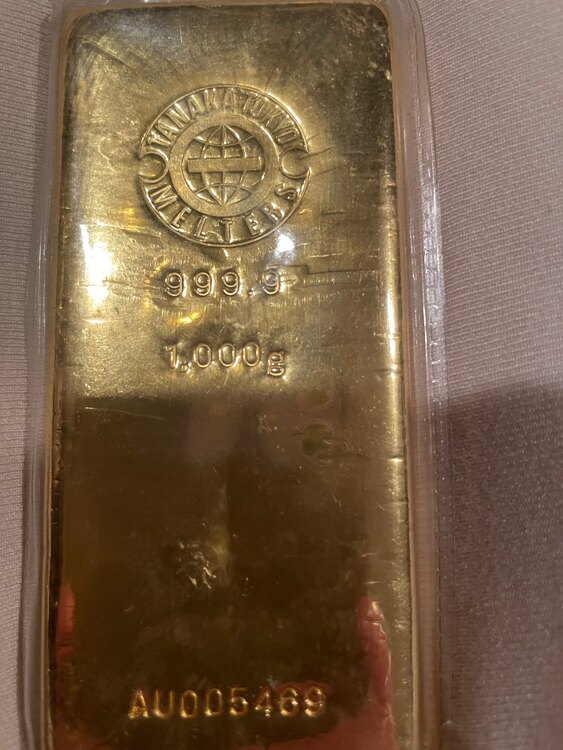 TANAKA TOKYO
MELTERS
999.9
1,000g
AU005469